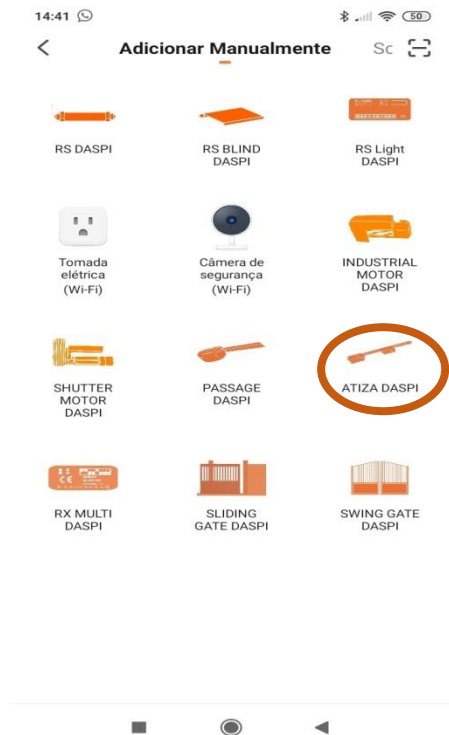 14:41
50
Adicionar Manualmente Sc
RS DASPI
RS BLIND
DASPI
RS Light
DASPI
Tomada
elétrica
(Wi-Fi)
Câmera de
segurança
(Wi-Fi)
INDUSTRIAL
MOTOR
DASPI
SHUTTER
MOTOR
DASPI
PASSAGE
DASPI
ATIZA DASPI
RX MULTI
DASPI
SLIDING
GATE DASPI
SWING GATE
DASPI